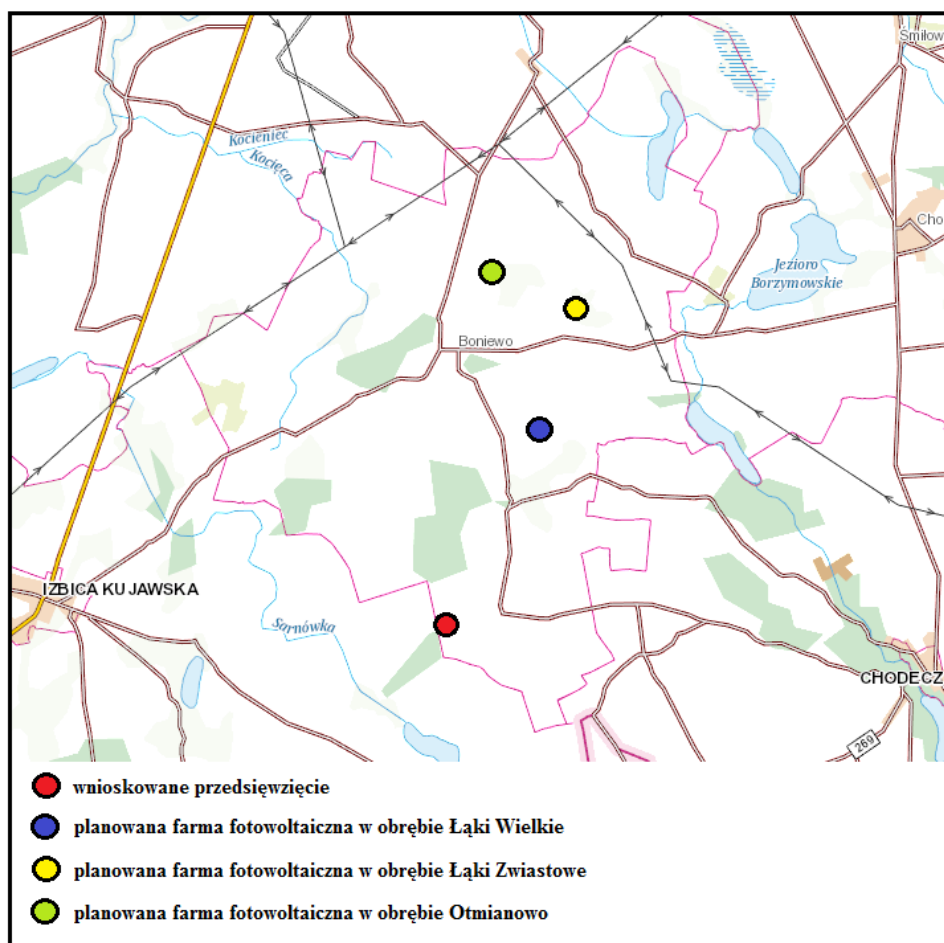 Smiłow
Kocieniec
Kocięca
Cho
Jezioro
Borzymowskie
Boniewo
IZBICA KUJAWSKA
Sarnówka
CHODECZ
269
wnioskowane przedsięwzięcie
planowana farma fotowoltaiczna w obrębie Łąki Wielkie
planowana farma fotowoltaiczna w obrębie Łąki Zwiastowe
planowana farma fotowoltaiczna w obrębie Otmianowo